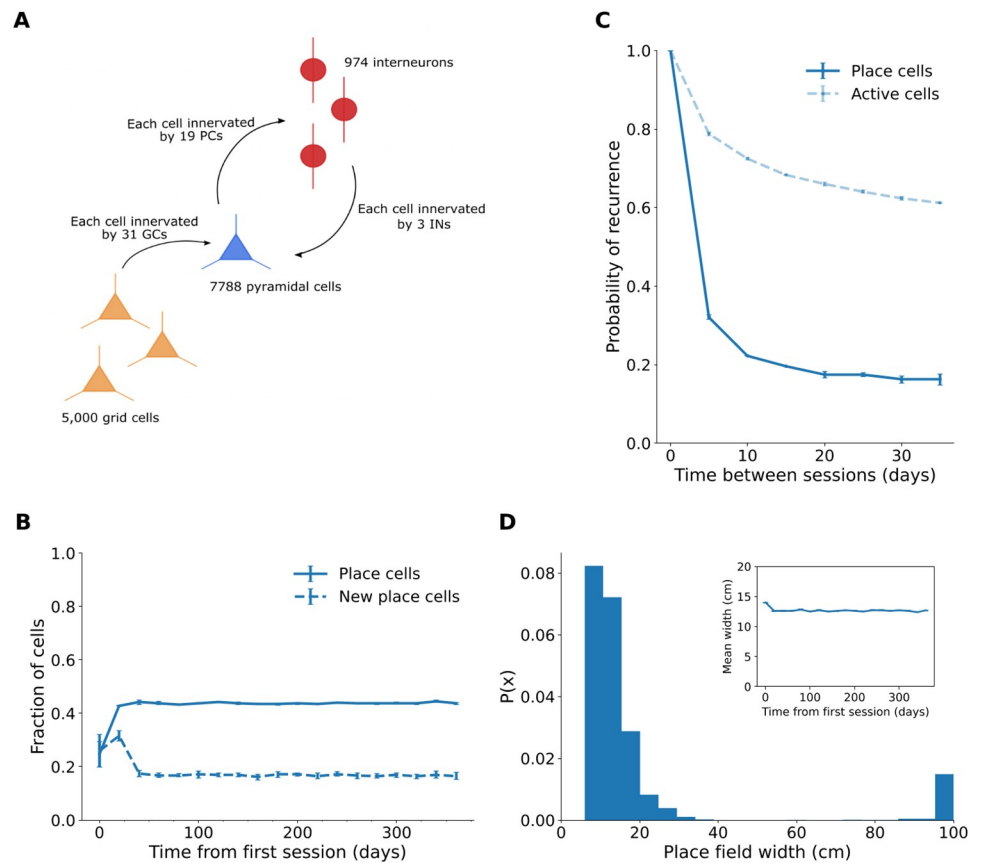 A
974 interneurons
Each cell innervated
by 19 PCs
Each cell innervated
by 3 INs
Each cell innervated
by 31 GCs
7788 pyramidal cells
5,000 grid cells
C
Probability of recurrence
1.0
0.8
0.6
0.4
0.2
0.0
0 10 20 30
Time between sessions (days)
Place cells
Active cells
B
Fraction of cells
1.0
0.8
0.6
0.4
0.2
0.0
0 100 200 300
Time from first session (days)
Place cells
New place cells
D
P(x)
0.08
0.06
0.04
0.02
0.00
0 20 40 60 80 100
Place field width (cm)
Mean width (cm)
20
15
10
5
0
0 100 200 300
Time from first session (days)